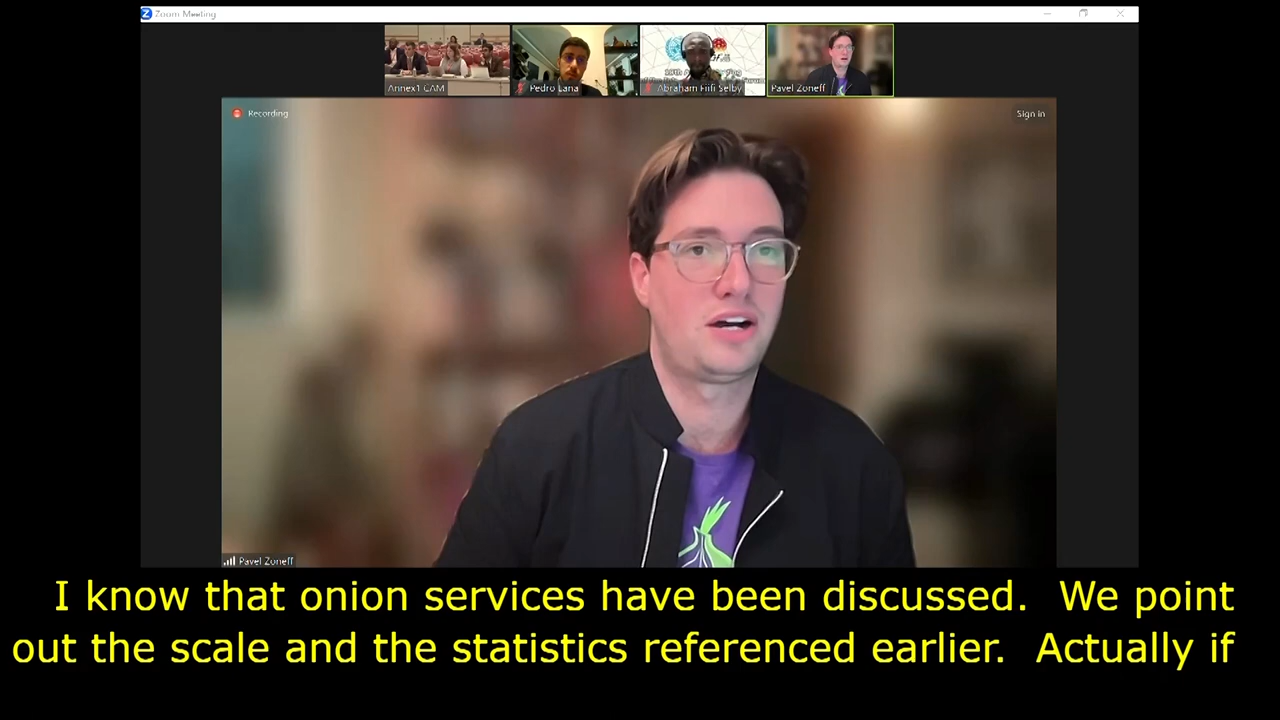 Zoom Meeting
Annex1 CAM
Pedro Lana
Abraham Fiifi Selby
Pavel Zoneff
Recording
Sign in
Pavel Zoneff
I know that onion services have been discussed. We point
out the scale and the statistics referenced earlier. Actually if